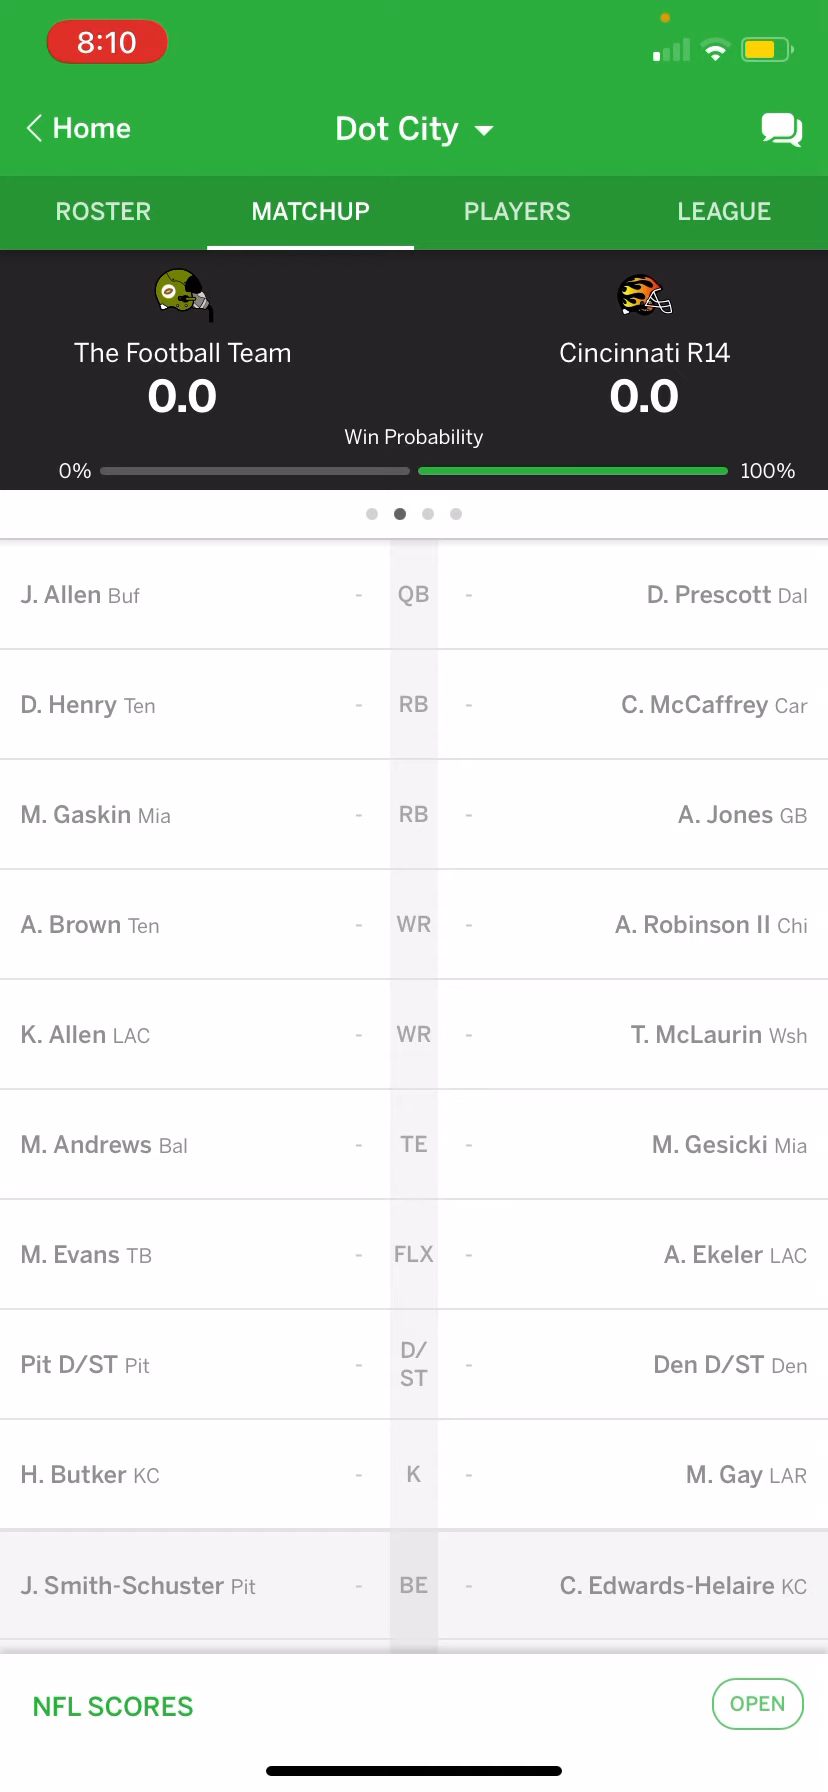 8:10
Home
Dot City
ROSTER MATCHUP PLAYERS LEAGUE
The Football Team Cincinnati R14
0.0 0.0
Win Probability
0% 100%
J. Allen Buf - QB - D. Prescott Dal
D. Henry Ten - RB - C. McCaffrey Car
M. Gaskin Mia - RB - A. Jones GB
A. Brown Ten - WR - A. Robinson II Chi
K. Allen LAC - WR - T. McLaurin Wsh
M. Andrews Bal - TE - M. Gesicki Mia
M. Evans TB - FLX - A. Ekeler LAC
Pit D/ST Pit - D/ST - Den D/ST Den
H. Butker KC - K - M. Gay LAR
J. Smith-Schuster Pit - BE - C. Edwards-Helaire KC
NFL SCORES OPEN